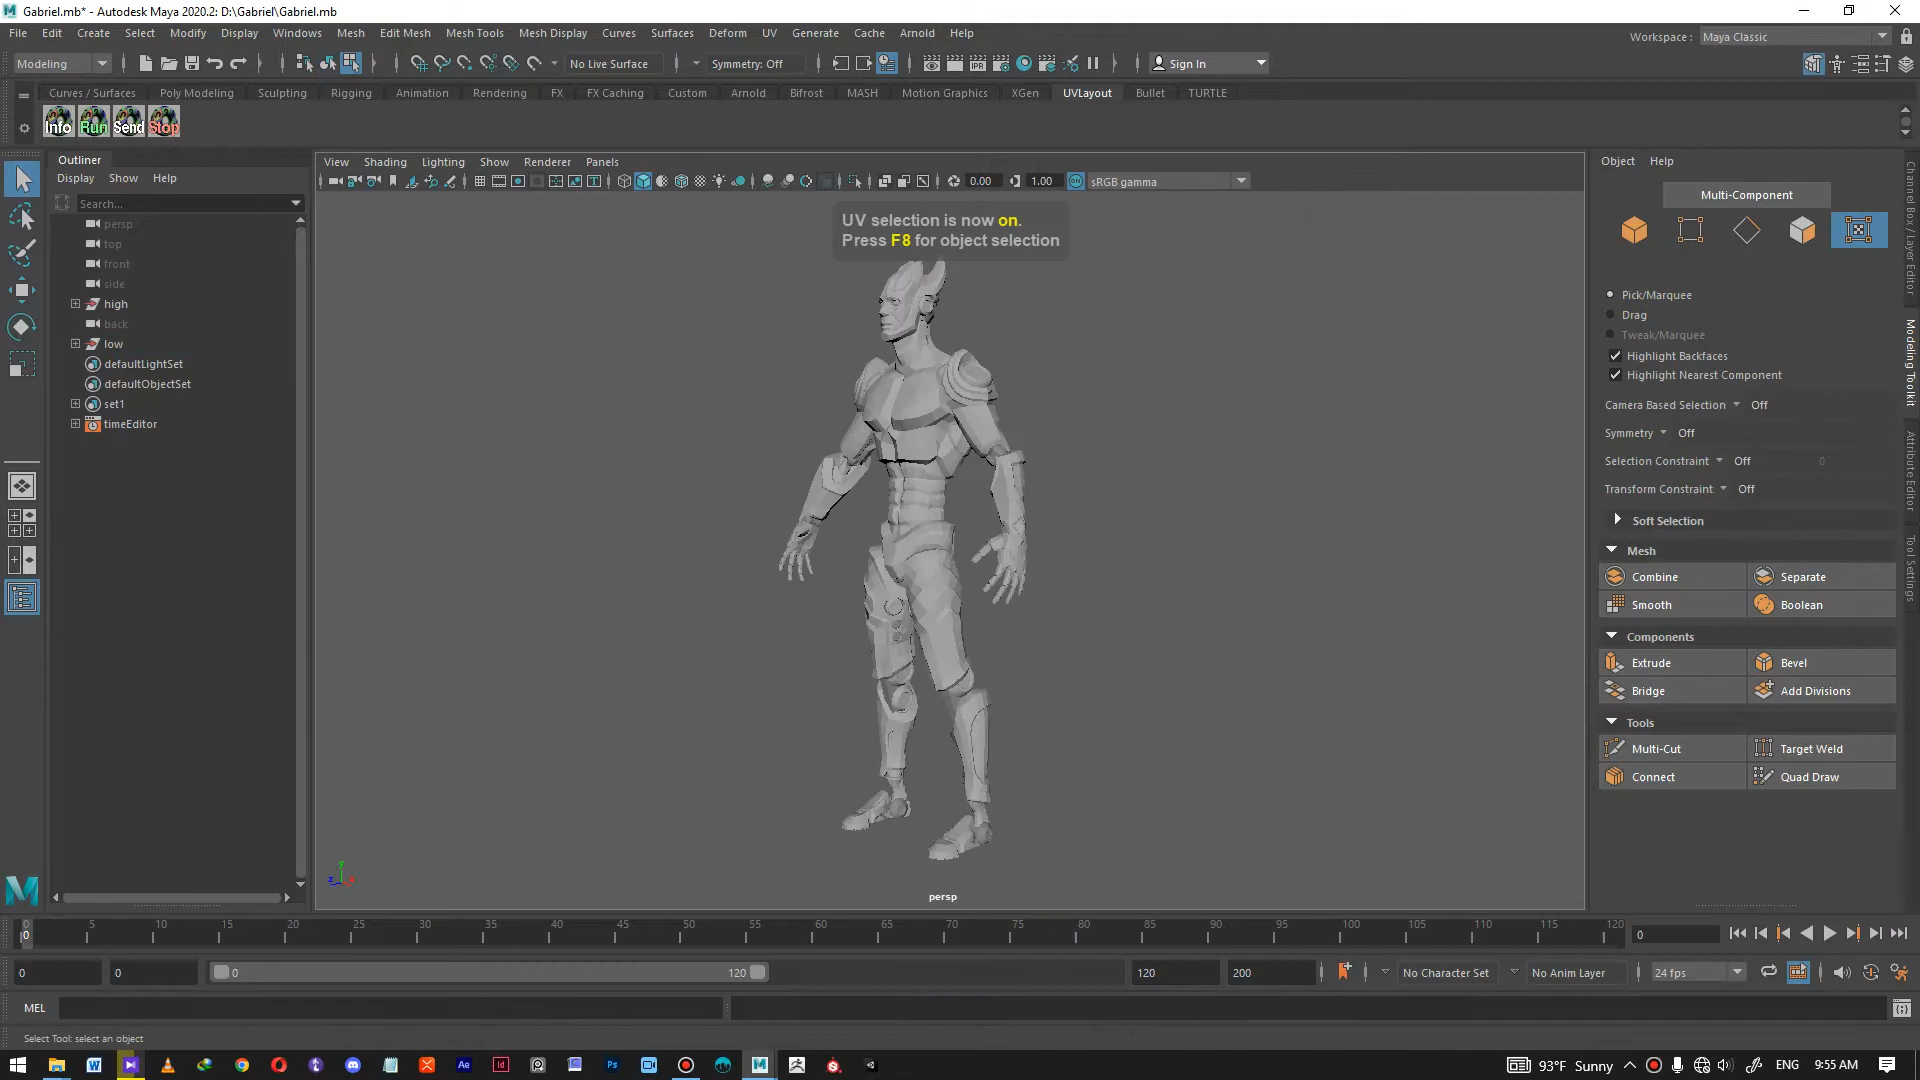 Gabriel.mb* - Autodesk Maya 2020.2: D:\Gabriel\Gabriel.mb
File Edit Create Select Modify Display Windows Mesh Edit Mesh Mesh Tools Mesh Display Curves Surfaces Deform UV Generate Cache Arnold Help
Workspace : Maya Classic
Modeling No Live Surface Symmetry: Off IPR Sign In
Curves / Surfaces Poly Modeling Sculpting Rigging Animation Rendering FX FX Caching Custom Arnold Bifrost MASH Motion Graphics XGen UVLayout Bullet TURTLE
Info Run Send Stop
Outliner
Display Show Help
Search...
persp
top
front
side
high
back
low
defaultLightSet
defaultObjectSet
set1
timeEditor
View Shading Lighting Show Renderer Panels
0.00 1.00 ON sRGB gamma
UV selection is now on.
Press F8 for object selection
persp
y
z
x
Object Help
Multi-Component
Pick/Marquee
Drag
Tweak/Marquee
Highlight Backfaces
Highlight Nearest Component
Camera Based Selection Off
Symmetry Off
Selection Constraint Off 0
Transform Constraint Off
Soft Selection
Mesh
Combine Separate
Smooth Boolean
Components
Extrude Bevel
Bridge Add Divisions
Tools
Multi-Cut Target Weld
Connect Quad Draw
Channel Box / Layer Editor
Modeling Toolkit
Attribute Editor
Tool Settings
0 5 10 15 20 25 30 35 40 45 50 55 60 65 70 75 80 85 90 95 100 105 110 115 120
0 0
0 0 0 120 120 200 No Character Set No Anim Layer 24 fps
MEL
Select Tool: select an object
93°F Sunny ENG 9:55 AM